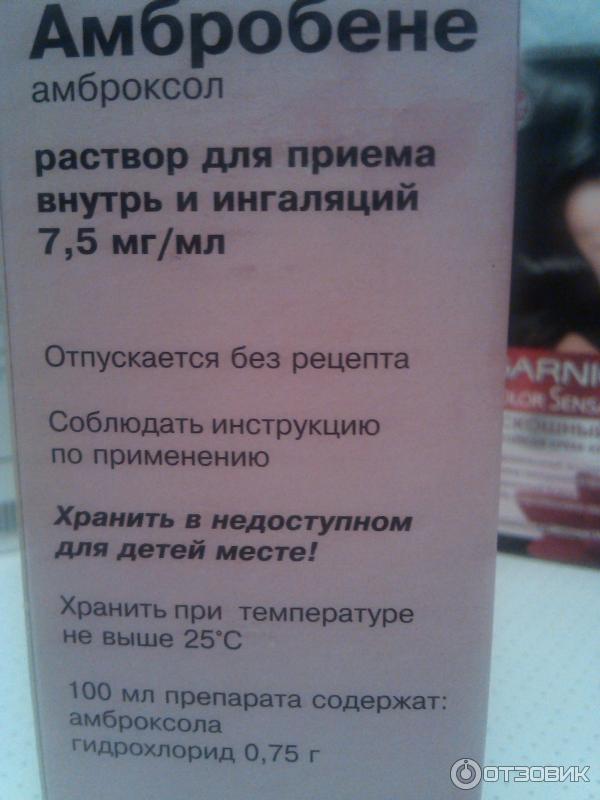 Амбробене
амброксол
раствор для приема
внутрь и ингаляций
7,5 мг/мл
Отпускается без рецепта
Соблюдать инструкцию
по применению
Хранить в недоступном
для детей месте!
Хранить при температуре
не выше 25°С
100 мл препарата содержат:
амброксола
гидрохлорид 0,75 г
ОТЗОВИК